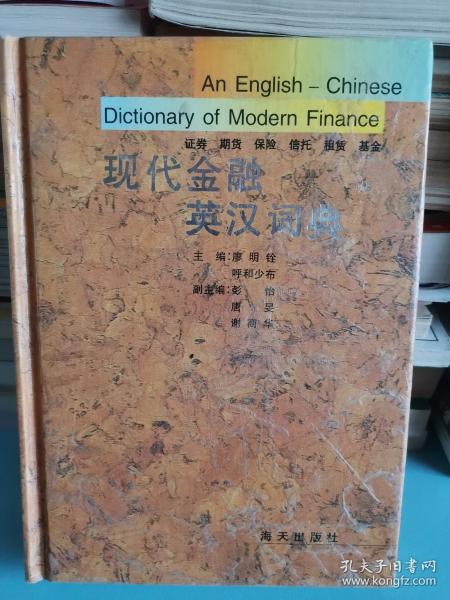 An English – Chinese
Dictionary of Modern Finance
证券 期货 保险 信托 租赁 基金
现代金融
英汉词典
主 编:廖明铨
呼和少布
副主编:彭 怡
唐 旻
谢商华
海天出版社
孔夫子旧书网
www.kongfz.com